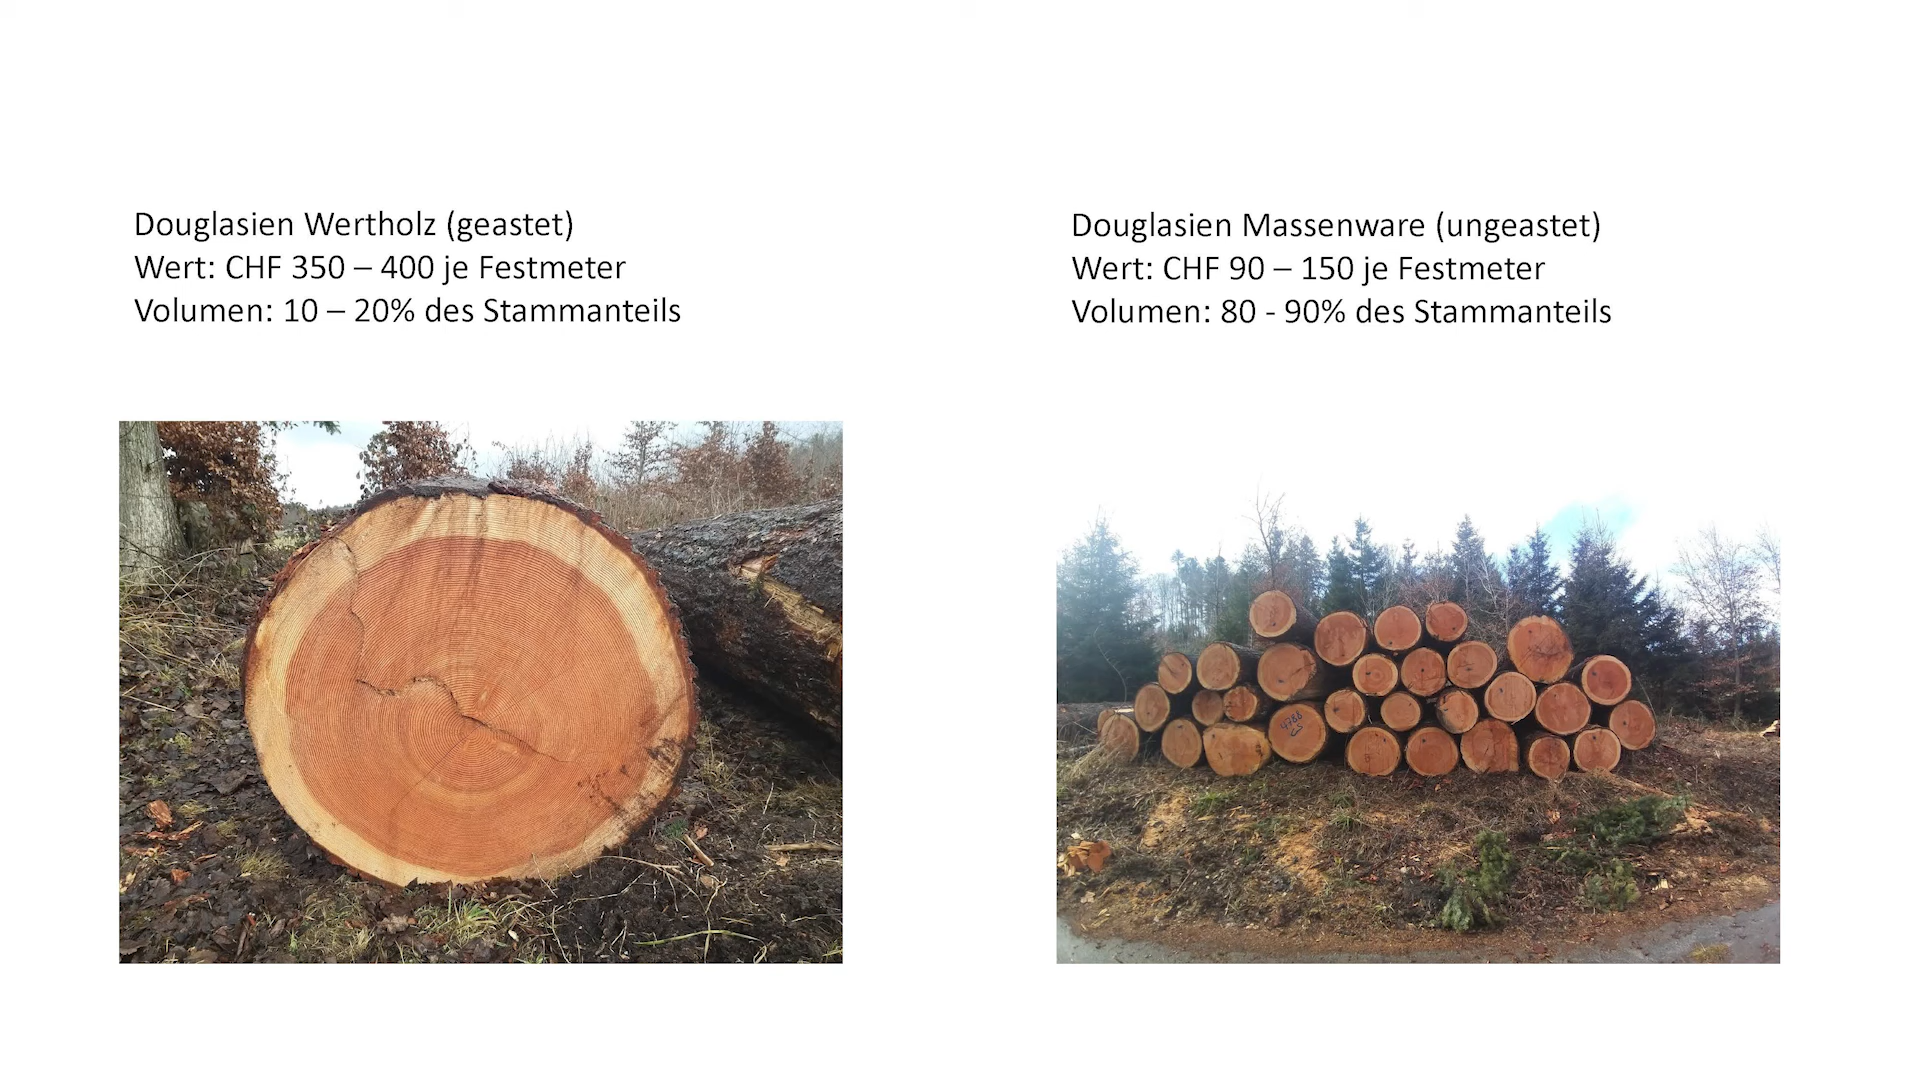 Douglasien Wertholz (geastet)
Wert: CHF 350 – 400 je Festmeter
Volumen: 10 – 20% des Stammanteils
Douglasien Massenware (ungeastet)
Wert: CHF 90 – 150 je Festmeter
Volumen: 80 - 90% des Stammanteils